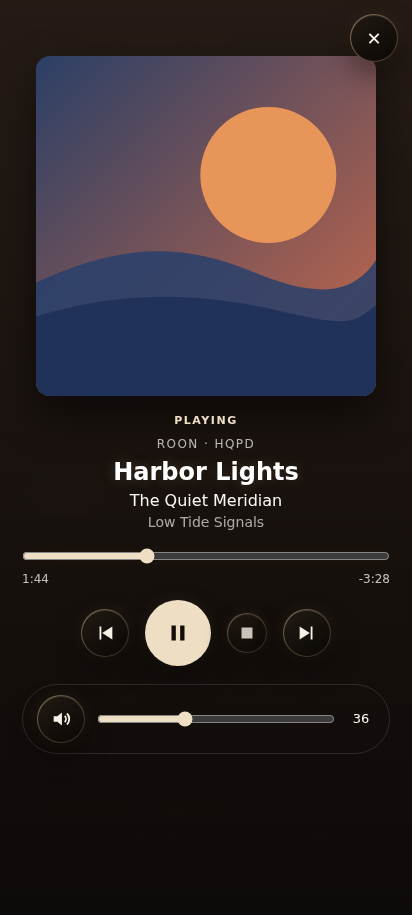 PLAYING
ROON · HQPD
Harbor Lights
The Quiet Meridian
Low Tide Signals
1:44
-3:28
36